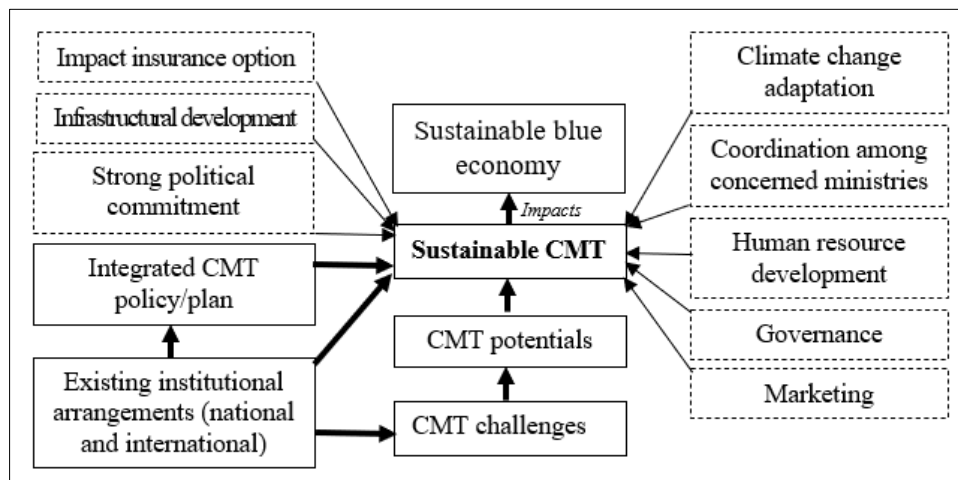 Impact insurance option
Infrastructural development
Strong political
commitment
Integrated CMT
policy/plan
Existing institutional
arrangements (national
and international)
Sustainable blue
economy
Impacts
Sustainable CMT
CMT potentials
CMT challenges
Climate change
adaptation
Coordination among
concerned ministries
Human resource
development
Governance
Marketing